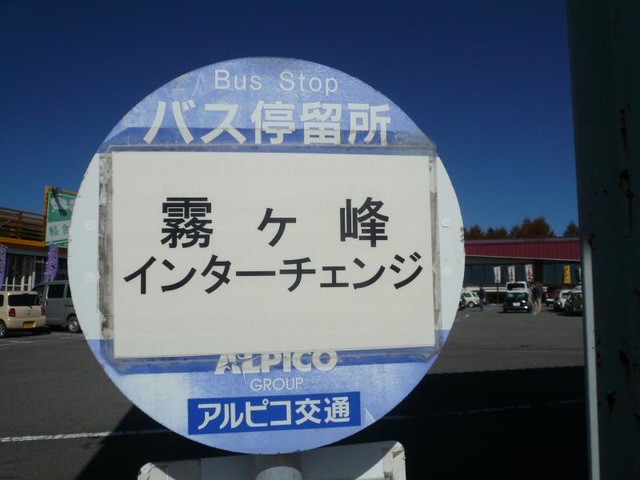 Bus Stop
バス停留所
霧ヶ峰
インターチェンジ
ALPICO
GROUP
アルピコ交通